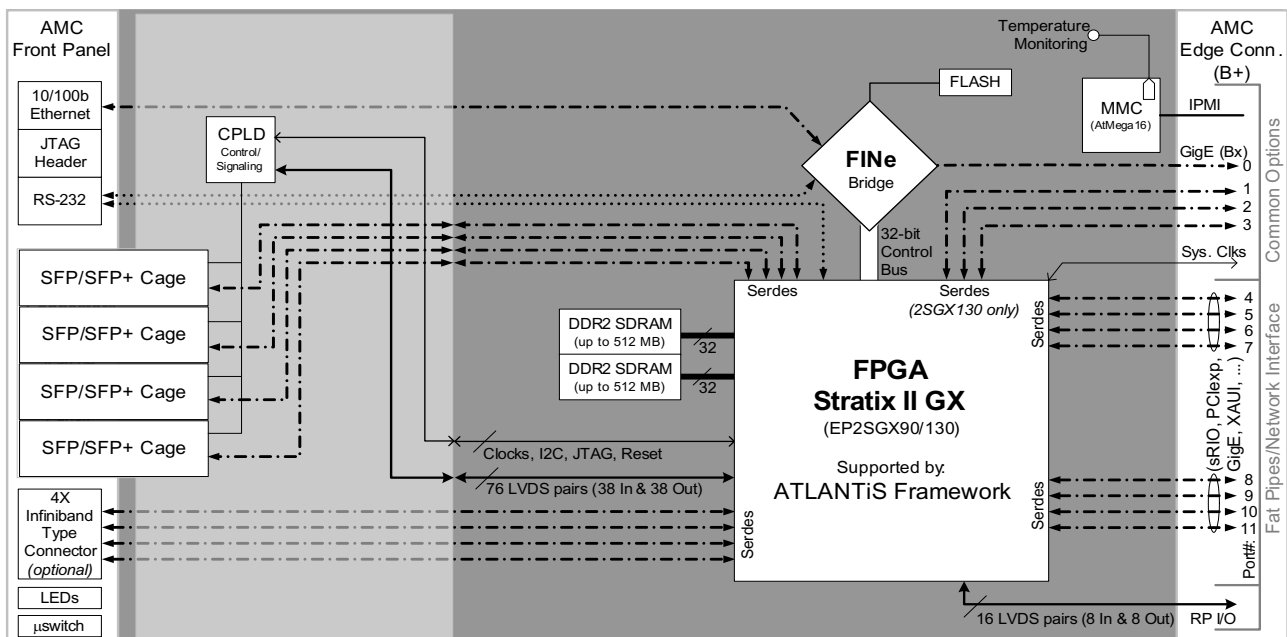 AMC
Front Panel
10/100b
Ethernet
JTAG
Header
RS-232
SFP/SFP+ Cage
SFP/SFP+ Cage
SFP/SFP+ Cage
SFP/SFP+ Cage
4X
Infiniband
Type
Connector
(optional)
LEDs
µswitch
CPLD
Control/
Signaling
Temperature
Monitoring
FLASH
MMC
(AtMega16)
FINe
Bridge
32-bit
Control
Bus
DDR2 SDRAM
(up to 512 MB)
32
DDR2 SDRAM
(up to 512 MB)
32
Serdes
Serdes
(2SGX130 only)
Serdes
FPGA
Stratix II GX
(EP2SGX90/130)
Supported by:
ATLANTiS Framework
Serdes
Serdes
Clocks, I2C, JTAG, Reset
76 LVDS pairs (38 In & 38 Out)
16 LVDS pairs (8 In & 8 Out)
AMC
Edge Conn.
(B+)
IPMI
GigE (Bx)
0
1
2
3
Sys. Clks
4
5
6
7
(sRIO, PCIexp,
GigE, XAUI, ...)
8
9
10
11
Port#:
RP I/O
Common Options
Fat Pipes/Network Interface